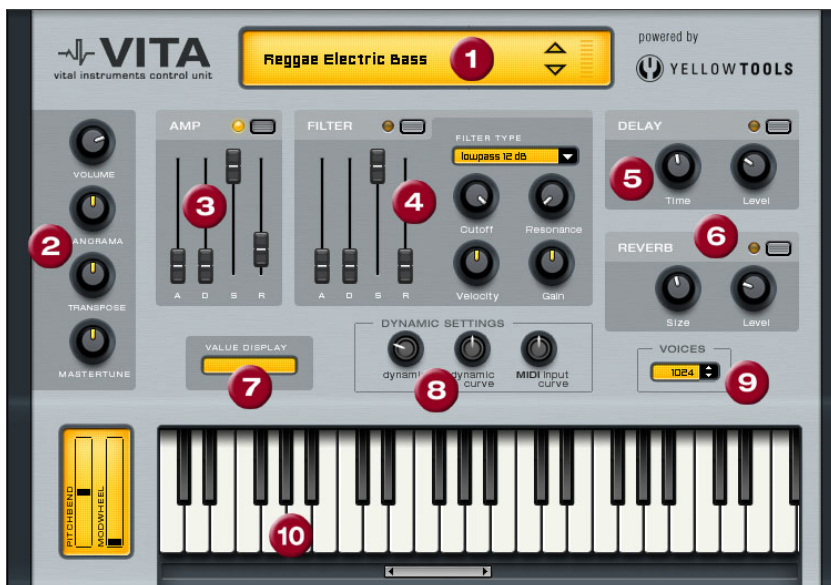 VITA
vital instruments control unit
Reggae Electric Bass
1
powered by
YELLOWTOOLS
VOLUME
2
ANORAMA
TRANSPOSE
MASTERTUNE
AMP
3
A D S R
FILTER
4
A D S R
FILTER TYPE
lowpass 12 dB
Cutoff Resonance
Velocity Gain
DELAY
5
Time Level
6
REVERB
Size Level
VALUE DISPLAY
7
DYNAMIC SETTINGS
dynamic
dynamic curve
MIDI Input curve
8
VOICES
1024
9
PITCHBEND
MODWHEEL
10